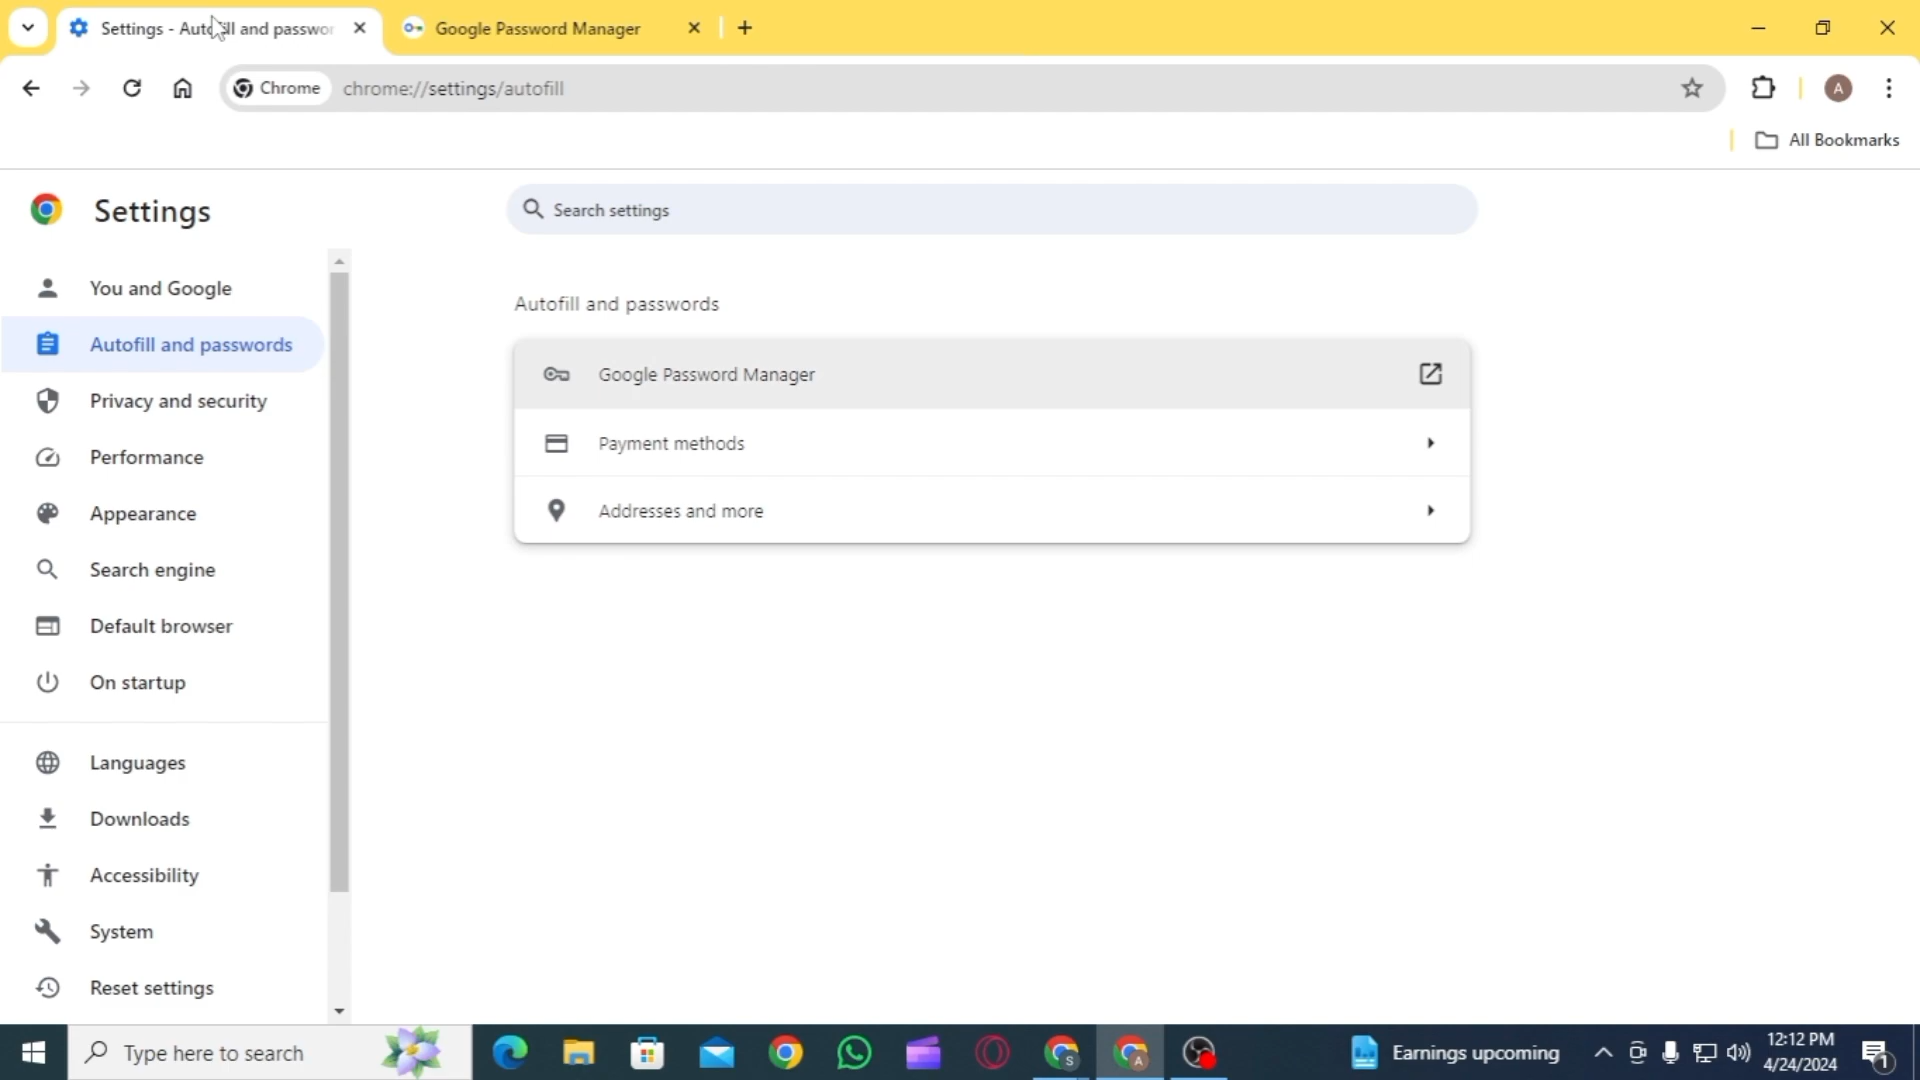 Settings - Autofill and passwor
Google Password Manager
Chrome
chrome://settings/autofill
A
All Bookmarks
Settings
Search settings
You and Google
Autofill and passwords
Privacy and security
Performance
Appearance
Search engine
Default browser
On startup
Languages
Downloads
Accessibility
System
Reset settings
Autofill and passwords
Google Password Manager
Payment methods
Addresses and more
Type here to search
S
A
Earnings upcoming
12:12 PM
4/24/2024
1